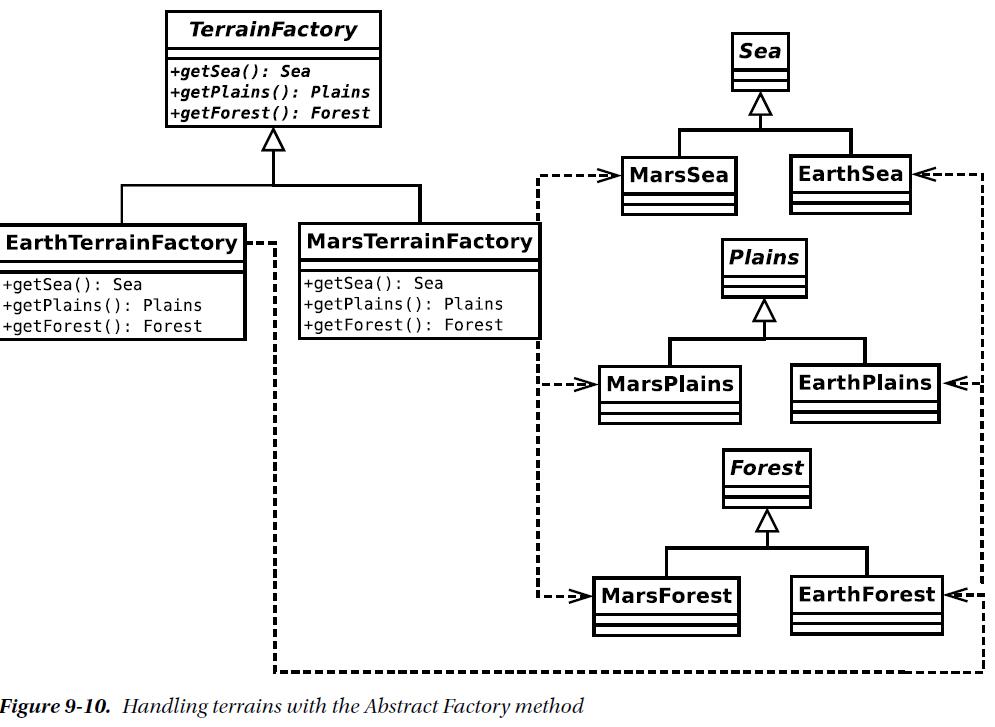 TerrainFactory
+getSea(): Sea
+getPlains(): Plains
+getForest(): Forest
EarthTerrainFactory
+getSea(): Sea
+getPlains(): Plains
+getForest(): Forest
MarsTerrainFactory
+getSea(): Sea
+getPlains(): Plains
+getForest(): Forest
Sea
MarsSea
EarthSea
Plains
MarsPlains
EarthPlains
Forest
MarsForest
EarthForest
Figure 9-10. Handling terrains with the Abstract Factory method